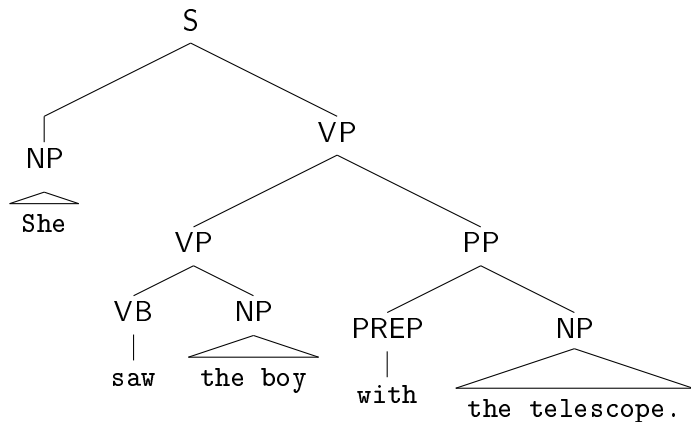 S
VP
NP
She
VP PP
VB NP PREP NP
saw the boy with the telescope.